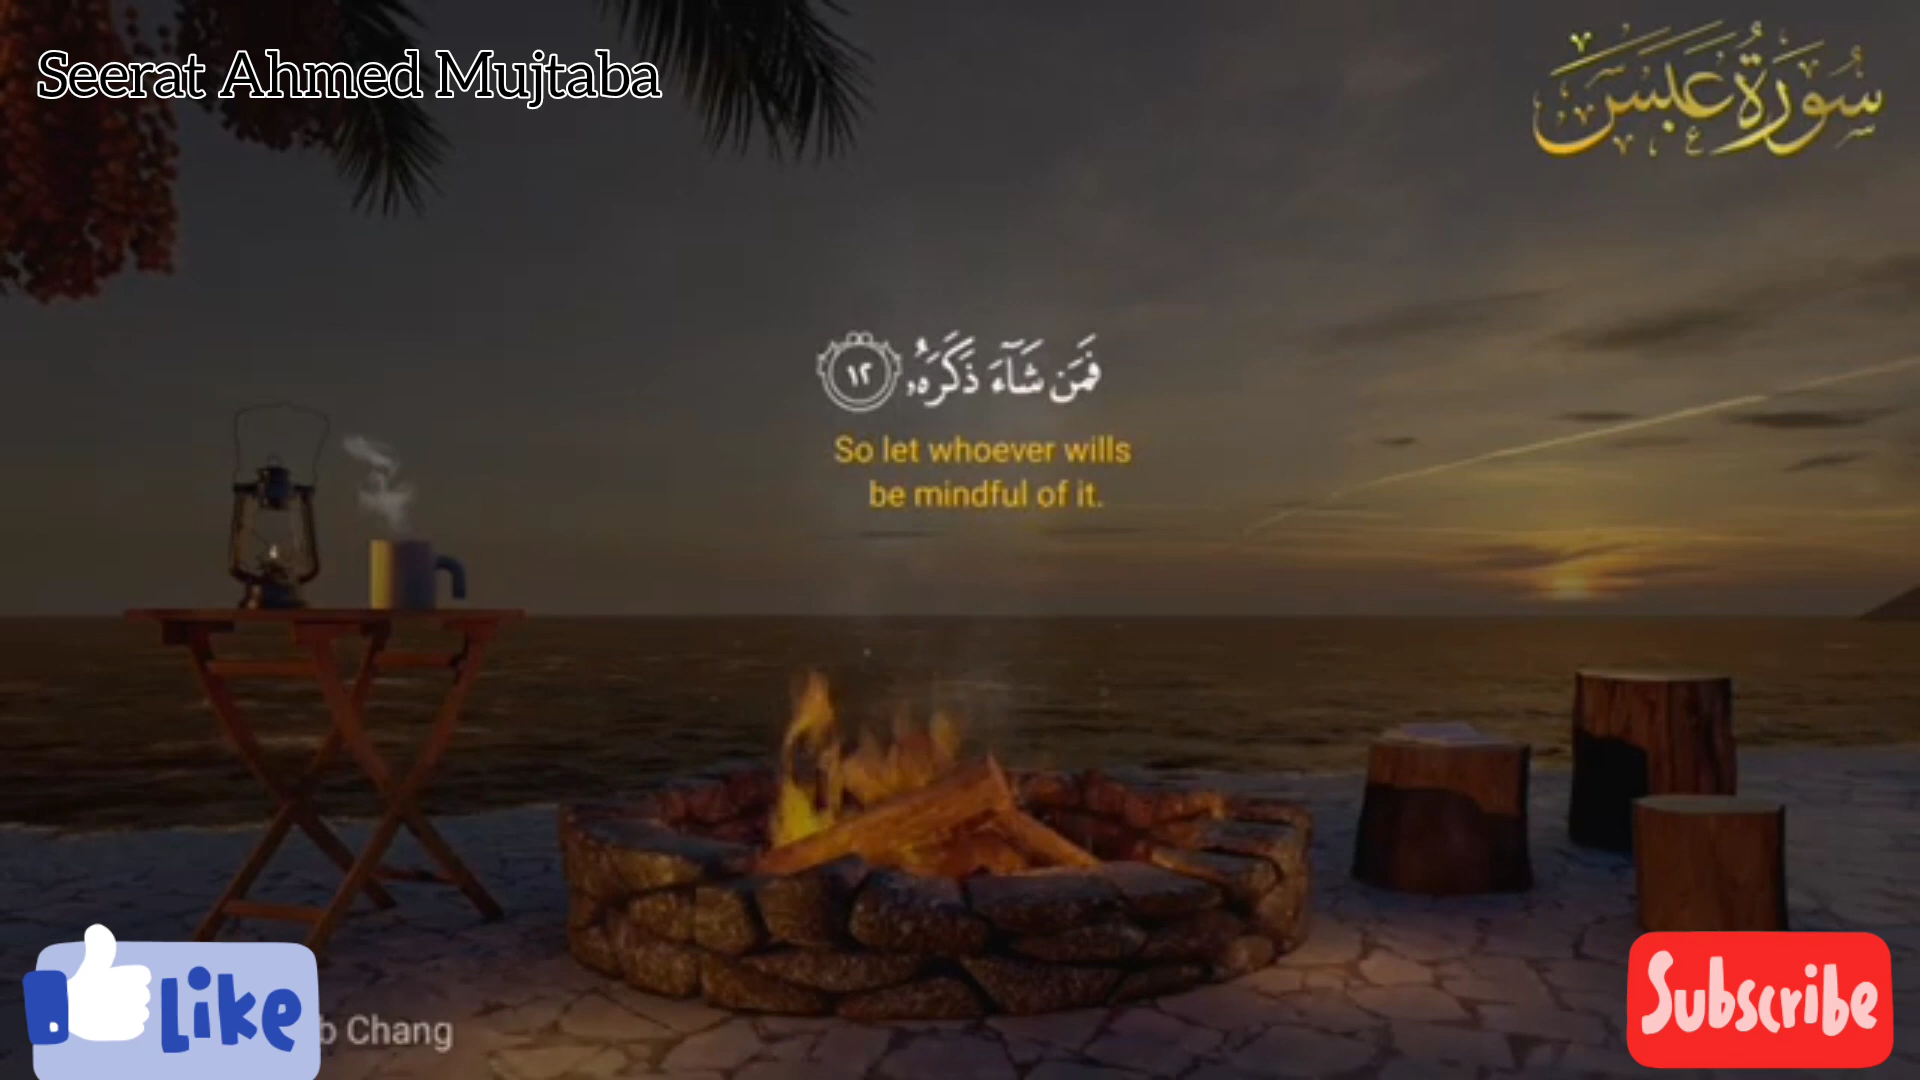 Seerat Ahmed Mujtaba
سُورَةُ عَبَسَ
فَمَن شَآءَ ذَكَرَهُۥ ١٢
So let whoever wills
be mindful of it.
Like
b Chang
Subscribe